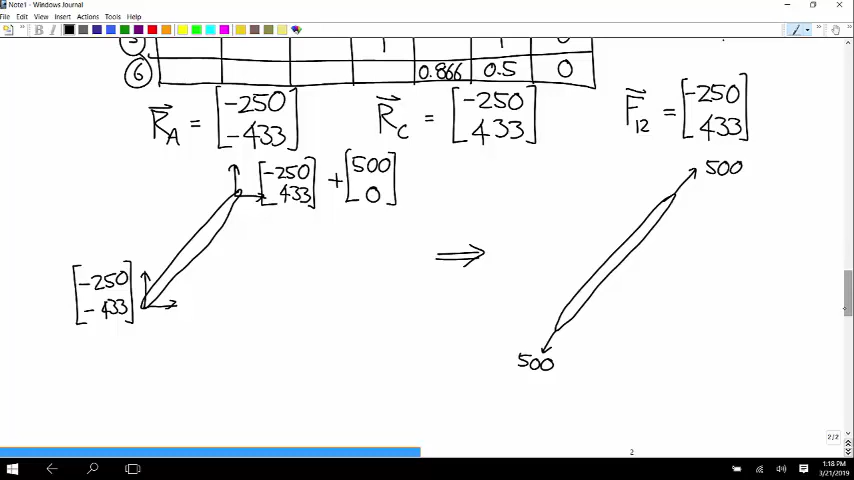 Note1 - Windows Journal
File Edit View Insert Actions Tools Help
B I
1 1
6 0.866 0.5 0
R_A = [-250 -433] R_C = [-250 433] F_12 = [-250 433]
[-250 433] + [500 0]
500
⇒
[-250 -433]
500
2/2
2
1:18 PM
3/21/2019